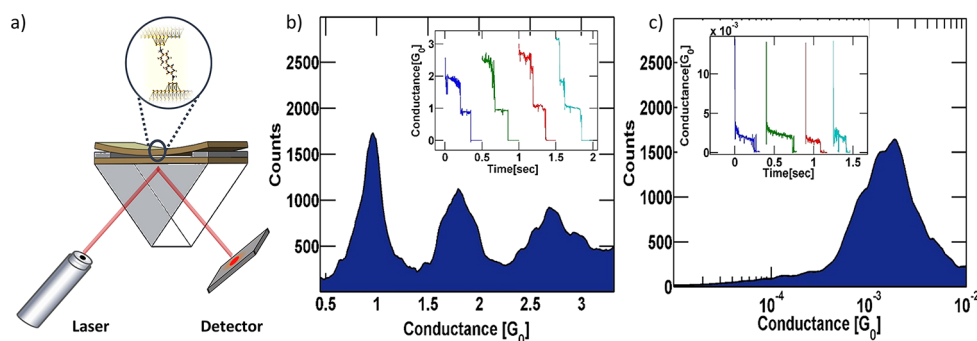 a)
Laser
Detector
b)
Counts
2500
2000
1500
1000
500
0.5 1 1.5 2 2.5 3
Conductance [G0]
Conductance[G0]
3
2
1
0
0 0.5 1 1.5 2
Time[sec]
c)
Counts
2500
2000
1500
1000
500
0
10-4 10-3 10-2
Conductance [G0]
x 10-3
Conductance[G0]
10
5
0
0 0.5 1 1.5
Time[sec]